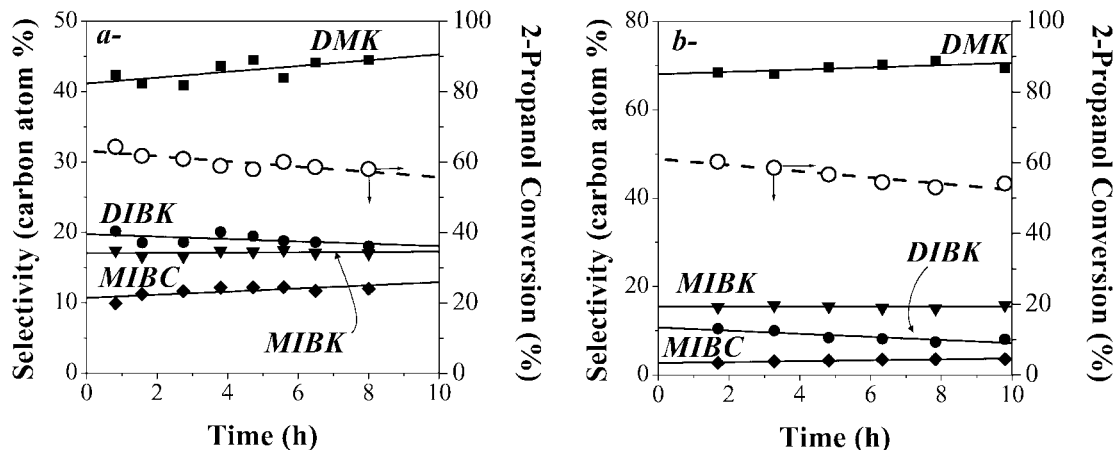 a-
DMK
DIBK
MIBC
MIBK
Selectivity (carbon atom %)
50
40
30
20
10
0
0 2 4 6 8 10
Time (h)
100
80
60
40
20
0
2-Propanol Conversion (%)
b-
DMK
MIBK
DIBK
MIBC
Selectivity (carbon atom %)
80
60
40
20
0
0 2 4 6 8 10
Time (h)
100
80
60
40
20
0
2-Propanol Conversion (%)